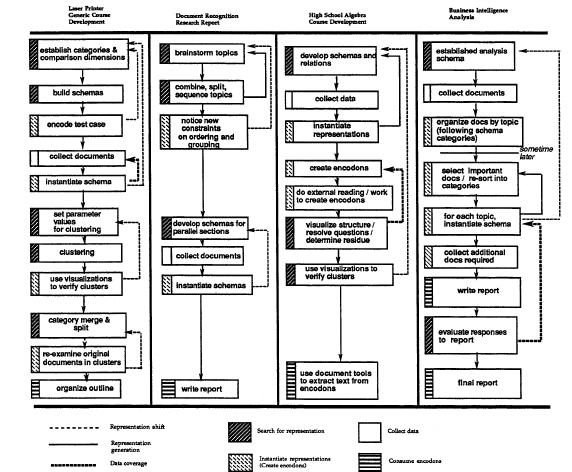 Laser Printer
Generic Course
Development
Document Recognition
Research Report
High School Algebra
Course Development
Business Intelligence
Analysis
establish categories &
comparison dimensions
build schemas
encode test case
collect documents
instantiate schema
set parameter
values
for clustering
clustering
use visualizations
to verify clusters
category merge &
split
re-examine original
documents in clusters
organize outline
brainstorm topics
combine, split,
sequence topics
notice new
constraints
on ordering and
grouping
develop schemas for
parallel sections
collect documents
instantiate schemas
write report
develop schemas and
relations
collect data
instantiate
representations
create encodons
do external reading / work
to create encodons
visualize structure /
resolve questions /
determine residue
use visualizations to
verify clusters
use document tools
to extract text from
encodons
established analysis
schema
collect documents
organize docs by topic
(following schema
categories)
sometime
later
select important
docs / re-sort into
categories
for each topic,
instantiate schema
collect additional
docs required
write report
evaluate responses
to report
final report
Representation shift
Representation
generation
Data coverage
Search for representation
Instantiate representations
(Create encodons)
Collect data
Consume encodons